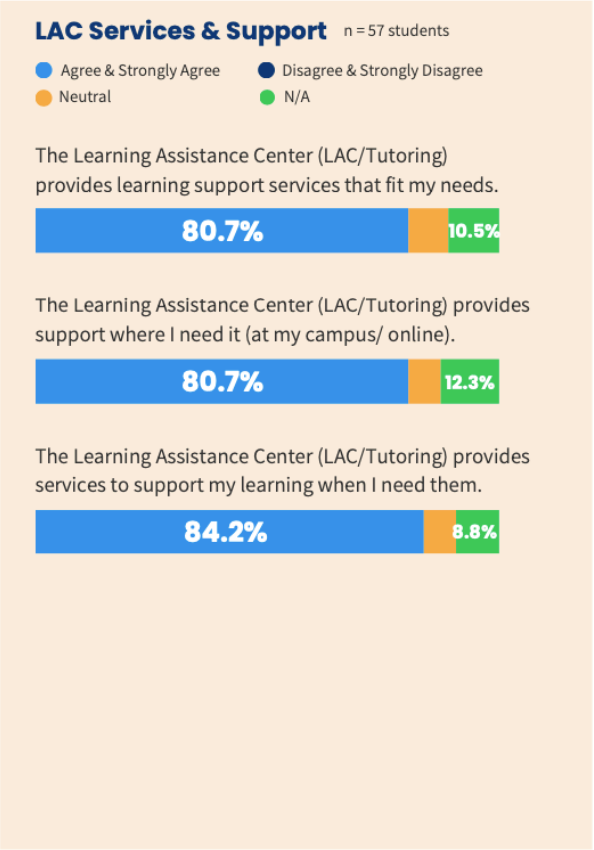 LAC Services & Support n = 57 students
Agree & Strongly Agree Disagree & Strongly Disagree
Neutral N/A
The Learning Assistance Center (LAC/Tutoring)
provides learning support services that fit my needs.
80.7% 10.5%
The Learning Assistance Center (LAC/Tutoring) provides
support where I need it (at my campus/ online).
80.7% 12.3%
The Learning Assistance Center (LAC/Tutoring) provides
services to support my learning when I need them.
84.2% 8.8%